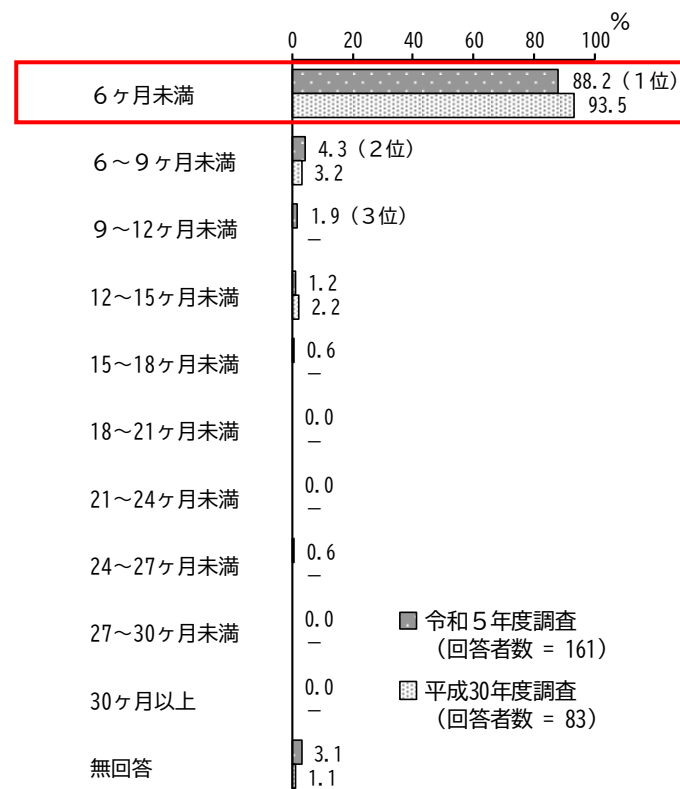 %
0 20 40 60 80 100
6ヶ月未満
88.2（1位）
93.5
6～9ヶ月未満
4.3（2位）
3.2
9～12ヶ月未満
1.9（3位）
－
12～15ヶ月未満
1.2
2.2
15～18ヶ月未満
0.6
－
18～21ヶ月未満
0.0
－
21～24ヶ月未満
0.0
－
24～27ヶ月未満
0.6
－
27～30ヶ月未満
0.0
－
30ヶ月以上
0.0
－
無回答
3.1
1.1
令和５年度調査
（回答者数 = 161）
平成30年度調査
（回答者数 = 83）